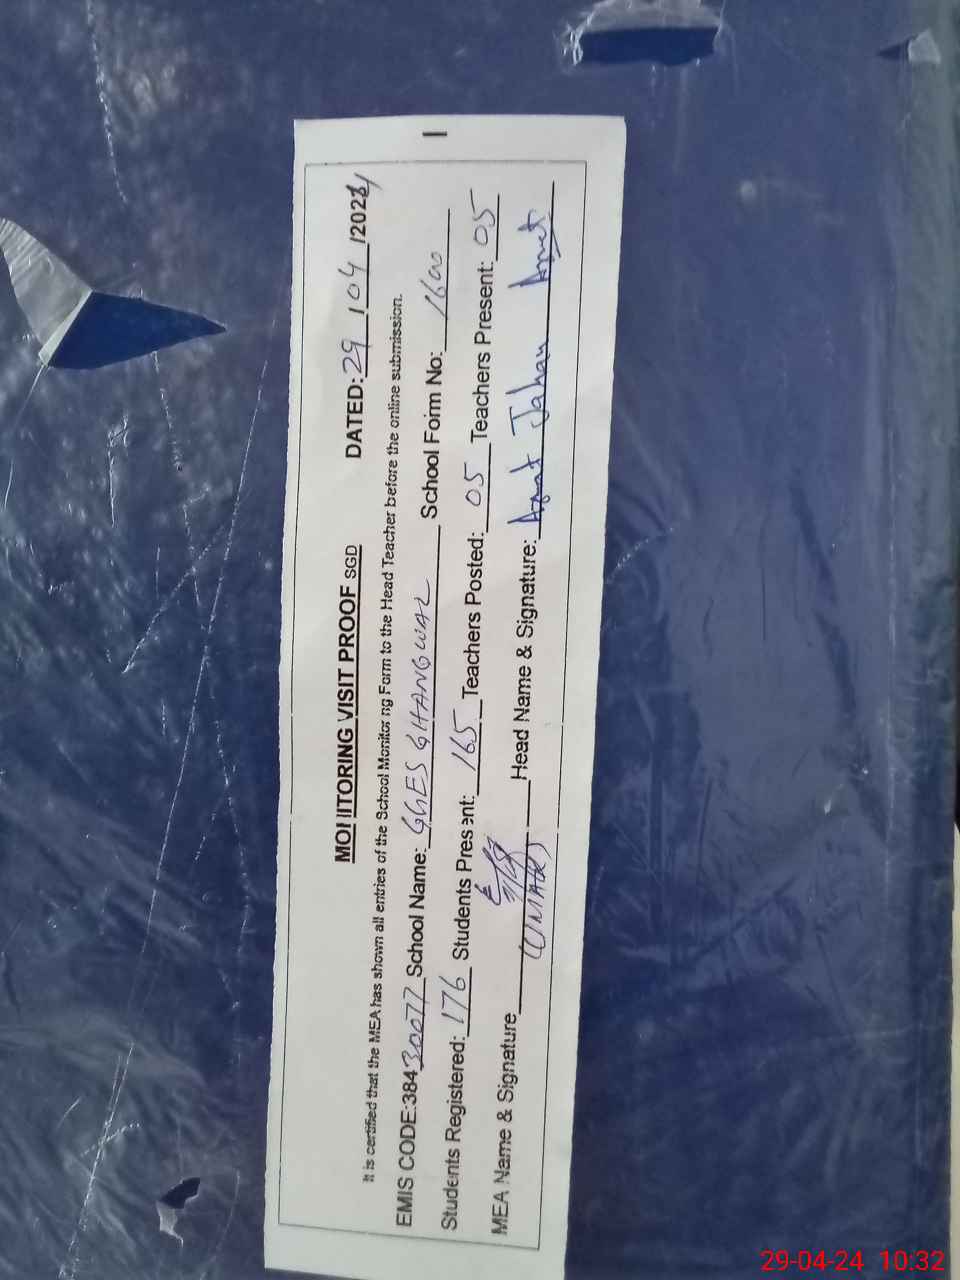 MONITORING VISIT PROOF SGD DATED: 29/04/2024
It is certified that the MEA has shown all entries of the School Monitoring Form to the Head Teacher before the online submission.
EMIS CODE:38430077 School Name: GGES GHANGWAL School Form No:
Students Registered: 176 Students Present: 165 Teachers Posted: 05 Teachers Present: 05
MEA Name & Signature Head Name & Signature: Jahan
29-04-24 10:32